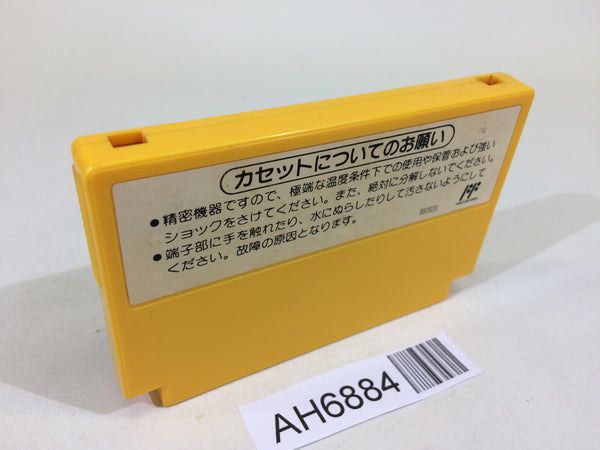 カセットについてのお願い
●精密機器ですので、極端な温度条件下での使用や保管および強い
ショックをさけてください。また、絶対に分解しないでください。
●端子部に手を触れたり、水にぬらしたりして汚さないようにして
ください。故障の原因となります。
AH6884